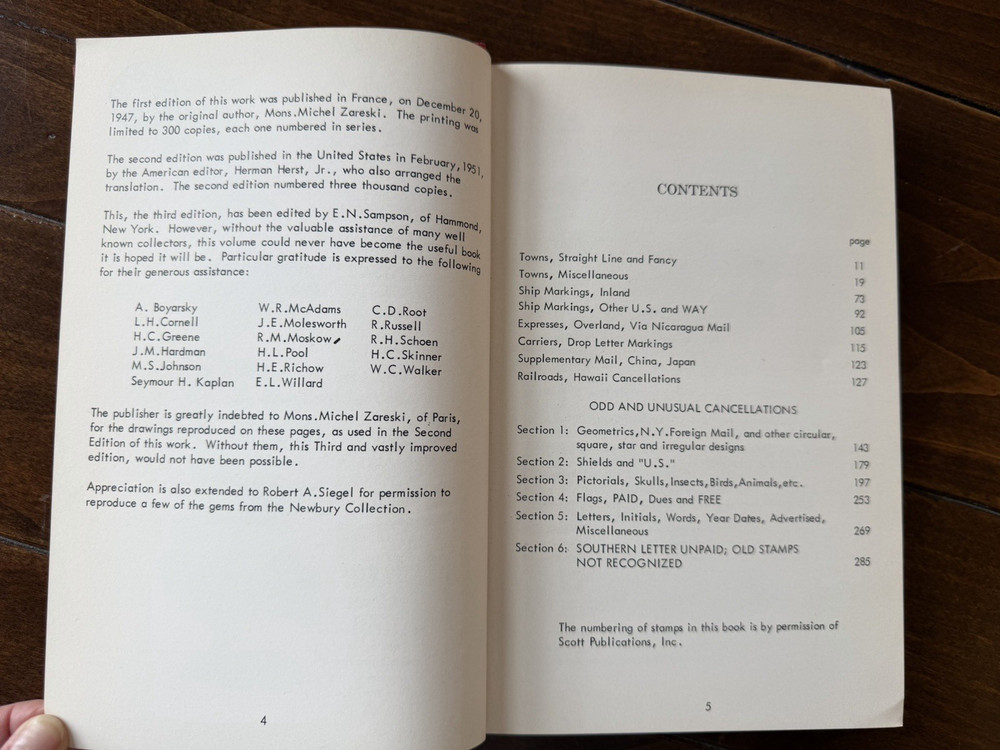 The first edition of this work was published in France, on December 20,
1947, by the original author, Mons.Michel Zareski. The printing was
limited to 300 copies, each one numbered in series.
The second edition was published in the United States in February, 1951,
by the American editor, Herman Herst, Jr., who also arranged the
translation. The second edition numbered three thousand copies.
This, the third edition, has been edited by E.N.Sampson, of Hammond,
New York. However, without the valuable assistance of many well
known collectors, this volume could never have become the useful book
it is hoped it will be. Particular gratitude is expressed to the following
for their generous assistance:
A. Boyarsky W.R.McAdams C.D.Root
L.H.Cornell J.E.Molesworth R.Russell
H.C.Greene R.M.Moskow R.H.Schoen
J.M.Hardman H.L.Pool H.C.Skinner
M.S.Johnson H.E.Richow W.C.Walker
Seymour H. Kaplan E.L.Willard
The publisher is greatly indebted to Mons.Michel Zareski, of Paris,
for the drawings reproduced on these pages, as used in the Second
Edition of this work. Without them, this Third and vastly improved
edition, would not have been possible.
Appreciation is also extended to Robert A.Siegel for permission to
reproduce a few of the gems from the Newbury Collection.
4
CONTENTS
page
Towns, Straight Line and Fancy 11
Towns, Miscellaneous 19
Ship Markings, Inland 73
Ship Markings, Other U.S. and WAY 92
Expresses, Overland, Via Nicaragua Mail 105
Carriers, Drop Letter Markings 115
Supplementary Mail, China, Japan 123
Railroads, Hawaii Cancellations 127
ODD AND UNUSUAL CANCELLATIONS
Section 1: Geometrics,N.Y.Foreign Mail, and other circular,
square, star and irregular designs 143
Section 2: Shields and "U.S." 179
Section 3: Pictorials, Skulls,Insects,Birds,Animals,etc. 197
Section 4: Flags, PAID, Dues and FREE 253
Section 5: Letters, Initials, Words, Year Dates, Advertised,
Miscellaneous 269
Section 6: SOUTHERN LETTER UNPAID; OLD STAMPS
NOT RECOGNIZED 285
The numbering of stamps in this book is by permission of
Scott Publications, Inc.
5